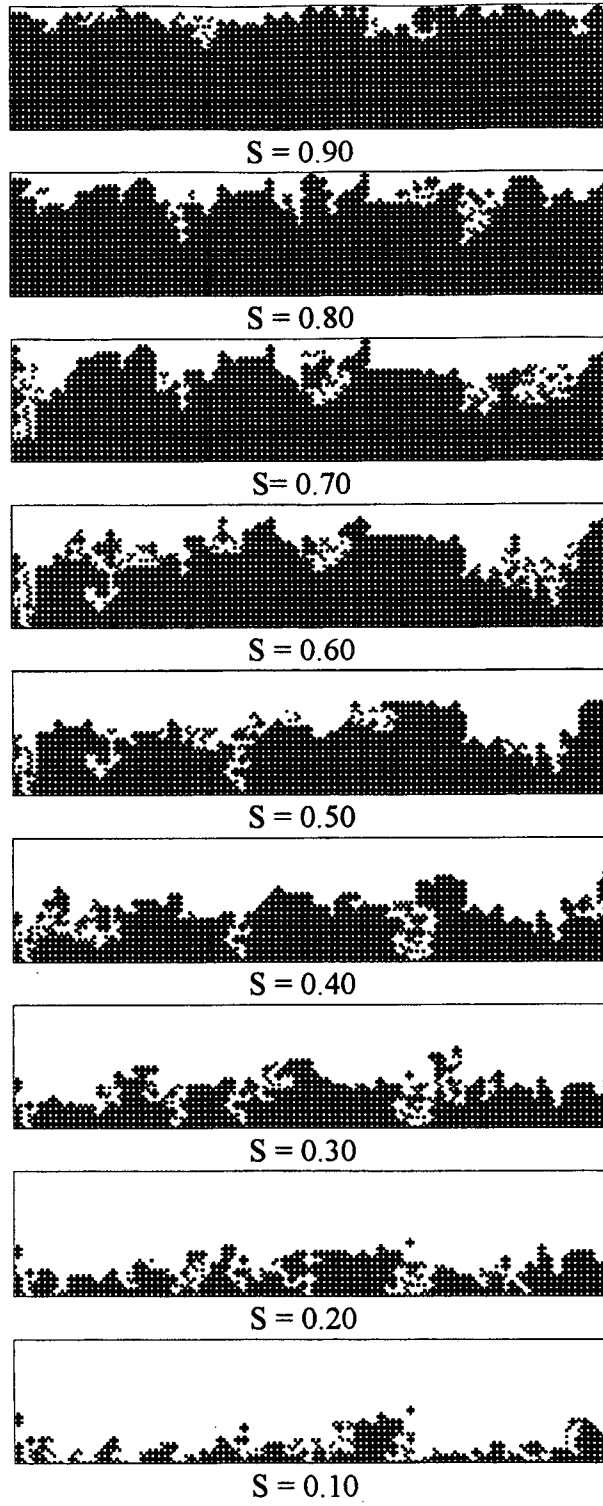 S = 0.90
S = 0.80
S= 0.70
S = 0.60
S = 0.50
S = 0.40
S = 0.30
S = 0.20
S = 0.10